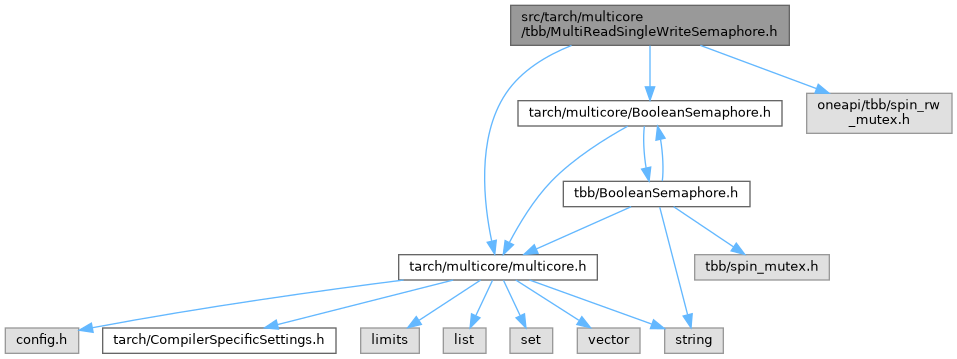 src/tarch/multicore
/tbb/MultiReadSingleWriteSemaphore.h
oneapi/tbb/spin_rw
_mutex.h
tarch/multicore/BooleanSemaphore.h
tbb/BooleanSemaphore.h
tarch/multicore/multicore.h
tbb/spin_mutex.h
config.h
tarch/CompilerSpecificSettings.h
limits
list
set
vector
string